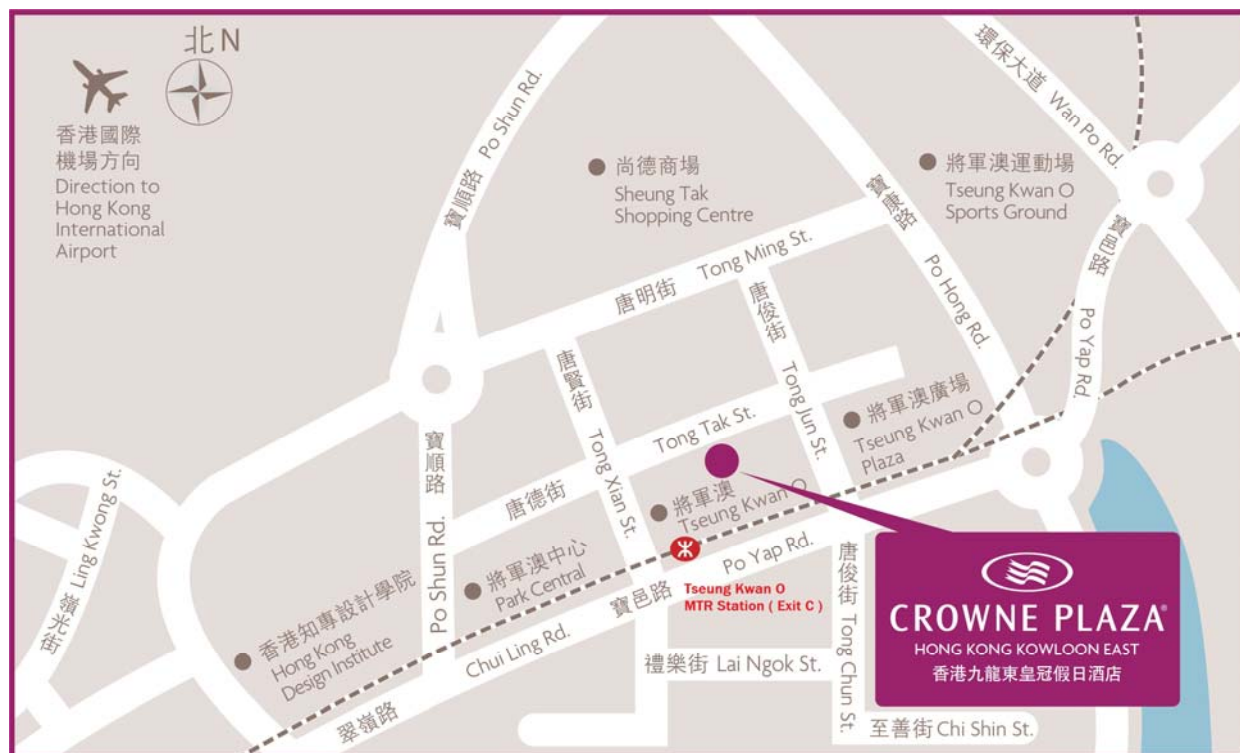 北 N
香港國際
機場方向
Direction to
Hong Kong
International
Airport
寶順路 Po Shun Rd.
尚德商場
Sheung Tak
Shopping Centre
環保大道 Wan Po Rd.
將軍澳運動場
Tseung Kwan O
Sports Ground
寶康路 Po Hong Rd.
寶邑路 Po Yap Rd.
唐明街 Tong Ming St.
唐俊街 Tong Jun St.
唐賢街 Tong Xian St.
唐德街 Tong Tak St.
將軍澳廣場
Tseung Kwan O
Plaza
寶順路 Po Shun Rd.
將軍澳
Tseung Kwan O
嶺光街 Ling Kwong St.
香港知專設計學院
Hong Kong
Design Institute
將軍澳中心
Park Central
Tseung Kwan O
MTR Station ( Exit C )
寶邑路 Po Yap Rd.
翠嶺路 Chui Ling Rd.
禮樂街 Lai Ngok St.
唐俊街 Tong Chun St.
至善街 Chi Shin St.
CROWNE PLAZA®
HONG KONG KOWLOON EAST
香港九龍東皇冠假日酒店